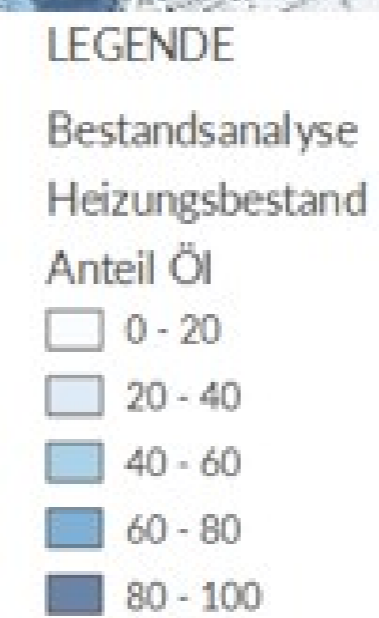 LEGENDE
Bestandsanalyse
Heizungsbestand
Anteil Öl
0 - 20
20 - 40
40 - 60
60 - 80
80 - 100